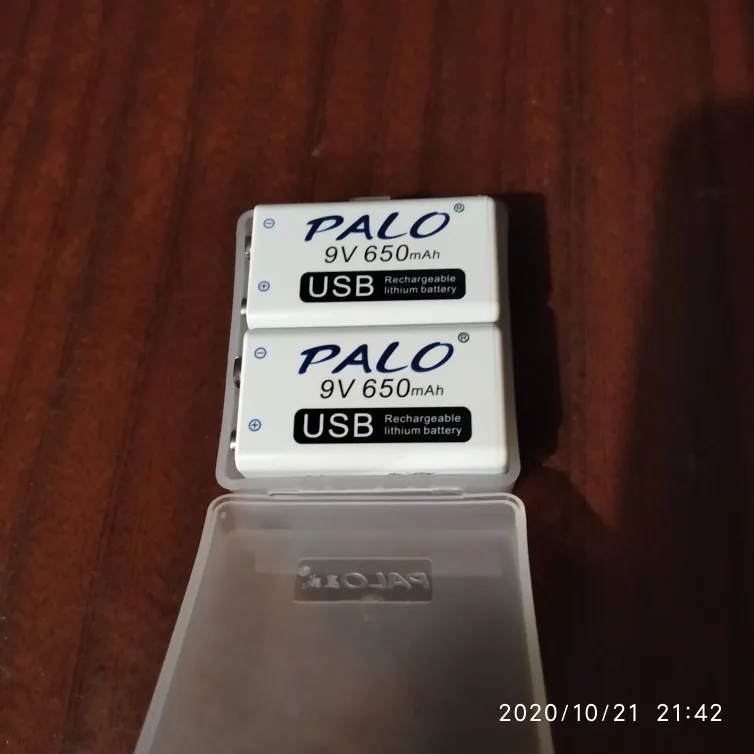 PALO®
9V 650mAh
USB Rechargeable
lithium battery
PALO®
9V 650mAh
USB Rechargeable
lithium battery
PALO
2020/10/21 21:42